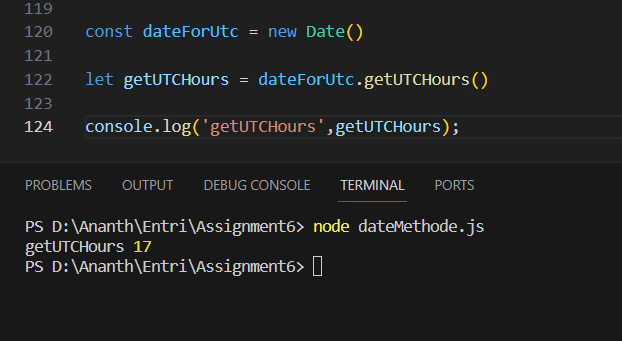 119
120 const dateForUtc = new Date()
121
122 let getUTCHours = dateForUtc.getUTCHours()
123
124 console.log('getUTCHours',getUTCHours);
PROBLEMS OUTPUT DEBUG CONSOLE TERMINAL PORTS
PS D:\Ananth\Entri\Assignment6> node dateMethode.js
getUTCHours 17
PS D:\Ananth\Entri\Assignment6>